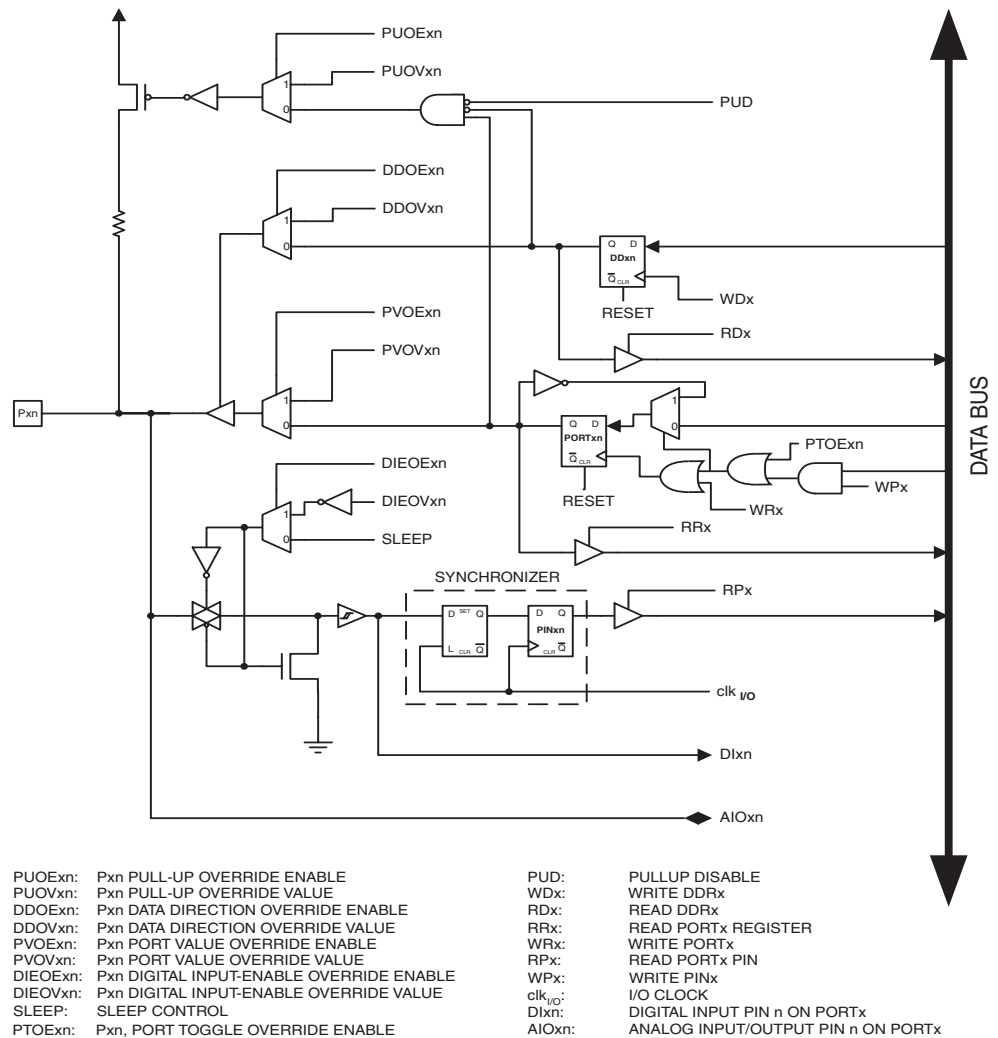 PUOExn
PUOVxn
1
0
PUD
DDOExn
DDOVxn
1
0
Q D
DDxn
Q CLR
WDx
RESET
RDx
PVOExn
PVOVxn
Pxn
1
0
1
0
Q D
PORTxn
Q CLR
RESET
PTOExn
WPx
WRx
RRx
DATA BUS
DIEOExn
DIEOVxn
SLEEP
1
0
SYNCHRONIZER
D SET Q
L CLR Q
D Q
PINxn
CLR Q
RPx
clk I/O
DIxn
AIOxn
PUOExn: Pxn PULL-UP OVERRIDE ENABLE
PUOVxn: Pxn PULL-UP OVERRIDE VALUE
DDOExn: Pxn DATA DIRECTION OVERRIDE ENABLE
DDOVxn: Pxn DATA DIRECTION OVERRIDE VALUE
PVOExn: Pxn PORT VALUE OVERRIDE ENABLE
PVOVxn: Pxn PORT VALUE OVERRIDE VALUE
DIEOExn: Pxn DIGITAL INPUT-ENABLE OVERRIDE ENABLE
DIEOVxn: Pxn DIGITAL INPUT-ENABLE OVERRIDE VALUE
SLEEP: SLEEP CONTROL
PTOExn: Pxn, PORT TOGGLE OVERRIDE ENABLE
PUD: PULLUP DISABLE
WDx: WRITE DDRx
RDx: READ DDRx
RRx: READ PORTx REGISTER
WRx: WRITE PORTx
RPx: READ PORTx PIN
WPx: WRITE PINx
clkI/O: I/O CLOCK
DIxn: DIGITAL INPUT PIN n ON PORTx
AIOxn: ANALOG INPUT/OUTPUT PIN n ON PORTx